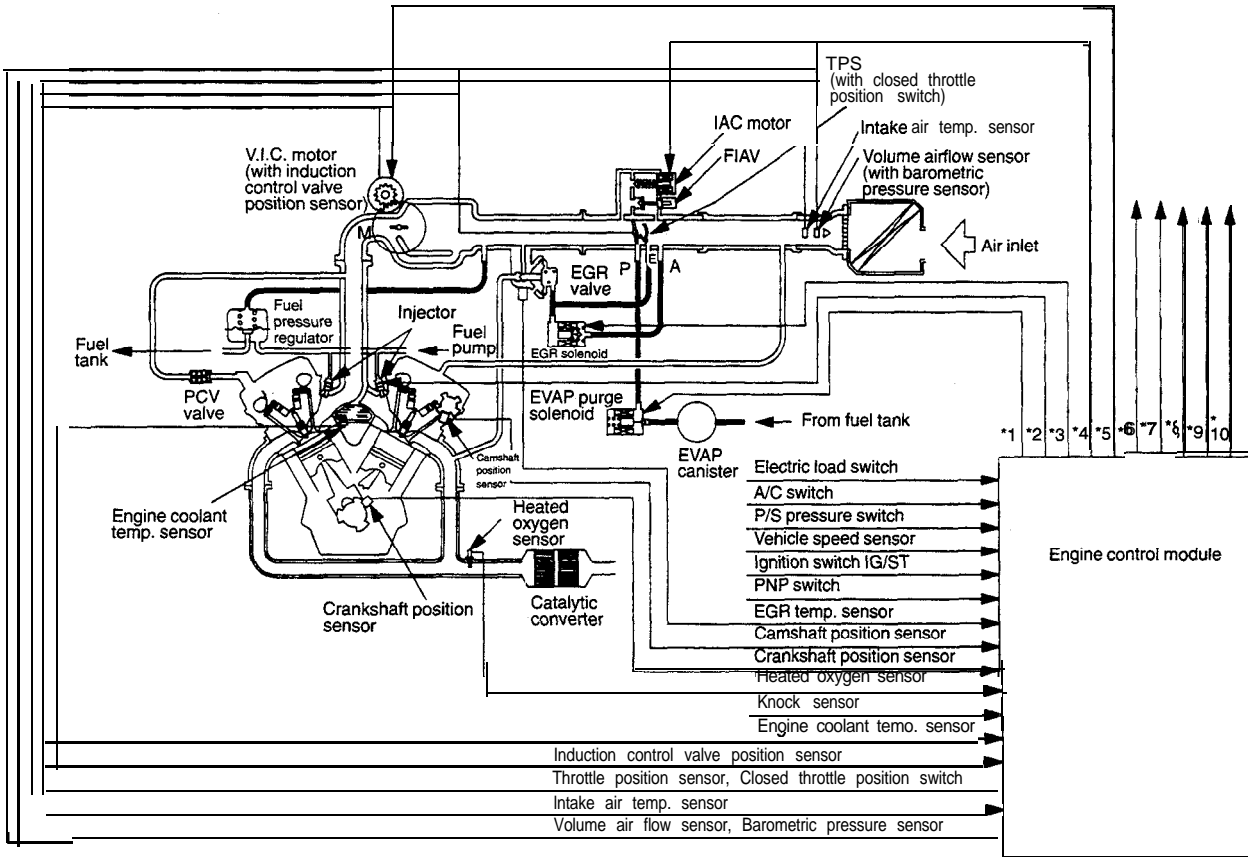 TPS
(with closed throttle
position switch)
IAC motor
Intake air temp. sensor
FIAV
Volume airflow sensor
(with barometric
pressure sensor)
V.I.C. motor
(with induction
control valve
position sensor)
M
Air inlet
P
E
A
EGR
valve
Fuel
pressure
regulator
Injector
Fuel
pump
Fuel
tank
EGR solenoid
PCV
valve
EVAP purge
solenoid
From fuel tank
EVAP
canister
Camshaft
position
sensor
*1 *2 *3 *4 *5 *6 *7 *8 *9 *10
Engine coolant
temp. sensor
Heated
oxygen
sensor
Crankshaft position
sensor
Catalytic
converter
Engine control module
Electric load switch
A/C switch
P/S pressure switch
Vehicle speed sensor
Ignition switch IG/ST
PNP switch
EGR temp. sensor
Camshaft position sensor
Crankshaft position sensor
Heated oxygen sensor
Knock sensor
Engine coolant temo. sensor
Induction control valve position sensor
Throttle position sensor, Closed throttle position switch
Intake air temp. sensor
Volume air flow sensor, Barometric pressure sensor